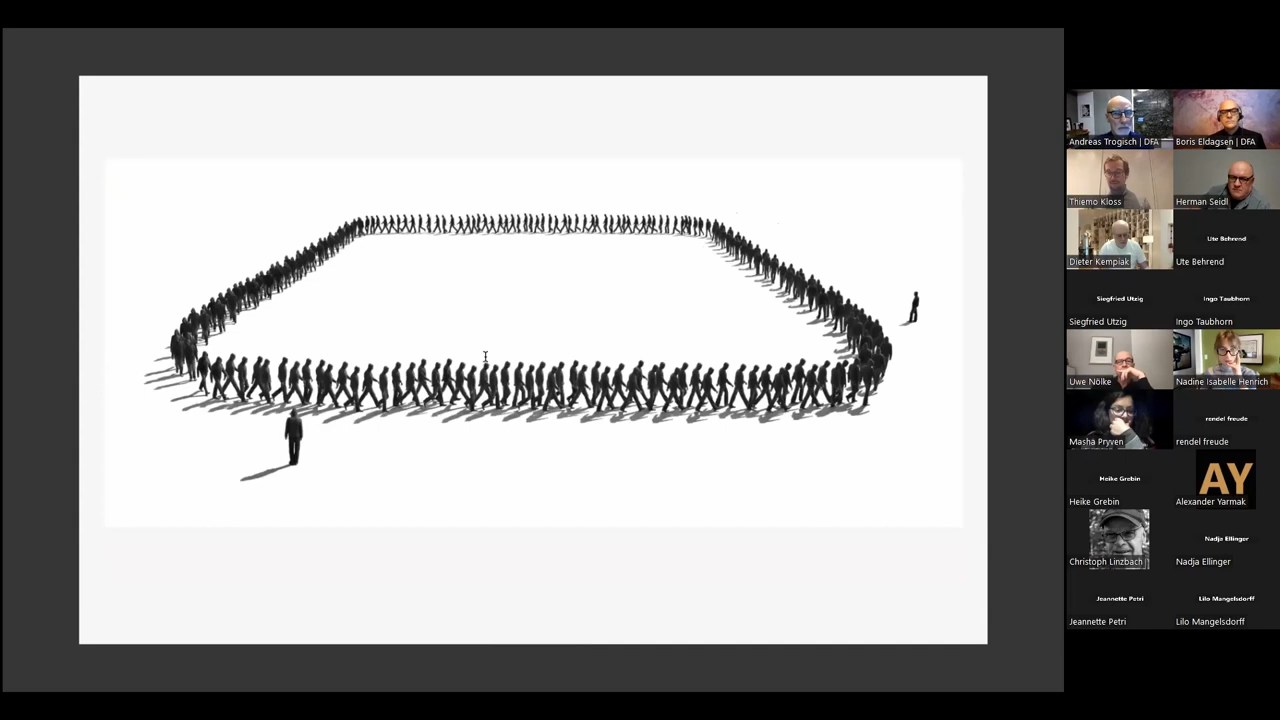 Andreas Trogisch | DFA
Boris Eldagsen | DFA
Thiemo Kloss
Herman Seidl
Dieter Kempiak
Ute Behrend
Ute Behrend
Siegfried Utzig
Siegfried Utzig
Ingo Taubhorn
Ingo Taubhorn
Uwe Nölke
Nadine Isabelle Henrich
Masha Pryven
rendel freude
rendel freude
Heike Grebin
Heike Grebin
AY
Alexander Yarmak
Christoph Linzbach
Nadja Ellinger
Nadja Ellinger
Jeannette Petri
Jeannette Petri
Lilo Mangelsdorff
Lilo Mangelsdorff